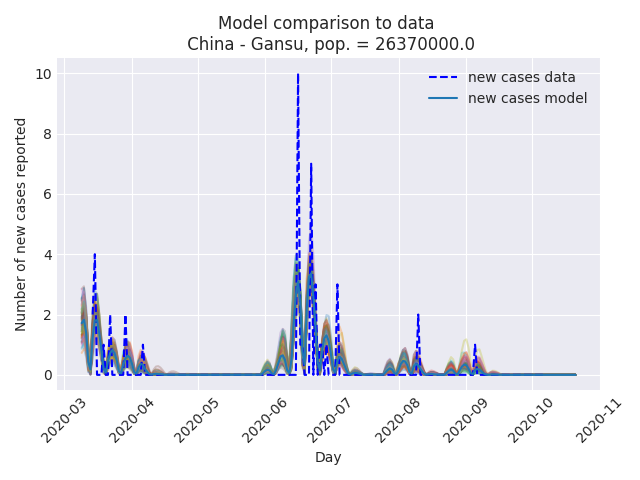 Model comparison to data
China - Gansu, pop. = 26370000.0
new cases data
new cases model
Number of new cases reported
10
8
6
4
2
0
2020-03
2020-04
2020-05
2020-06
2020-07
2020-08
2020-09
2020-10
2020-11
Day